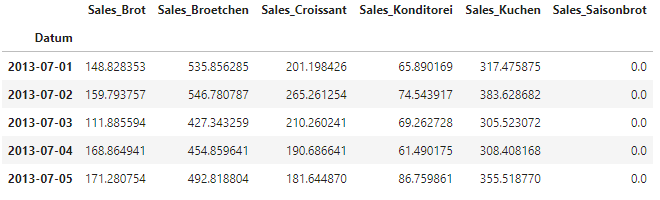 Sales_Brot Sales_Broetchen Sales_Croissant Sales_Konditorei Sales_Kuchen Sales_Saisonbrot
Datum
2013-07-01 148.828353 535.856285 201.198426 65.890169 317.475875 0.0
2013-07-02 159.793757 546.780787 265.261254 74.543917 383.628682 0.0
2013-07-03 111.885594 427.343259 210.260241 69.262728 305.523072 0.0
2013-07-04 168.864941 454.859641 190.686641 61.490175 308.408168 0.0
2013-07-05 171.280754 492.818804 181.644870 86.759861 355.518770 0.0